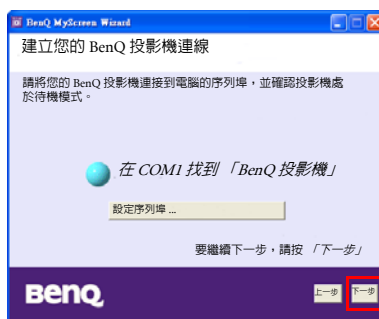 BenQ MyScreen Wizard
建立您的 BenQ 投影機連線
請將您的 BenQ 投影機連接到電腦的序列埠，並確認投影機處
於待機模式。
在 COM1 找到 「BenQ 投影機」
設定序列埠 ...
要繼續下一步，請按 「下一步」
BenQ
上一步
下一步